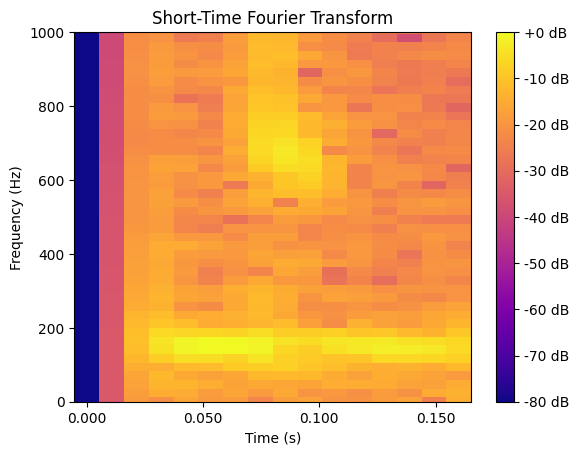 Short-Time Fourier Transform
Frequency (Hz)
1000
800
600
400
200
0
0.000
0.050
0.100
0.150
Time (s)
+0 dB
-10 dB
-20 dB
-30 dB
-40 dB
-50 dB
-60 dB
-70 dB
-80 dB